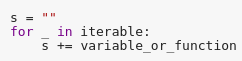 s = ""
for _ in iterable:
    s += variable_or_function